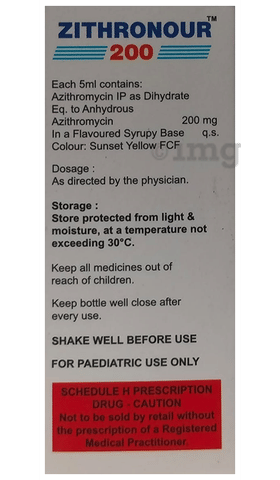 ZITHRONOUR™
200
Each 5ml contains:
Azithromycin IP as Dihydrate
Eq. to Anhydrous
Azithromycin 200 mg
In a Flavoured Syrupy Base q.s.
Colour: Sunset Yellow FCF
1mg
Dosage :
As directed by the physician.
Storage :
Store protected from light &
moisture, at a temperature not
exceeding 30°C.
Keep all medicines out of
reach of children.
Keep bottle well close after
every use.
SHAKE WELL BEFORE USE
FOR PAEDIATRIC USE ONLY
SCHEDULE H PRESCRIPTION
DRUG - CAUTION
Not to be sold by retail without
the prescription of a Registered
Medical Practitioner.